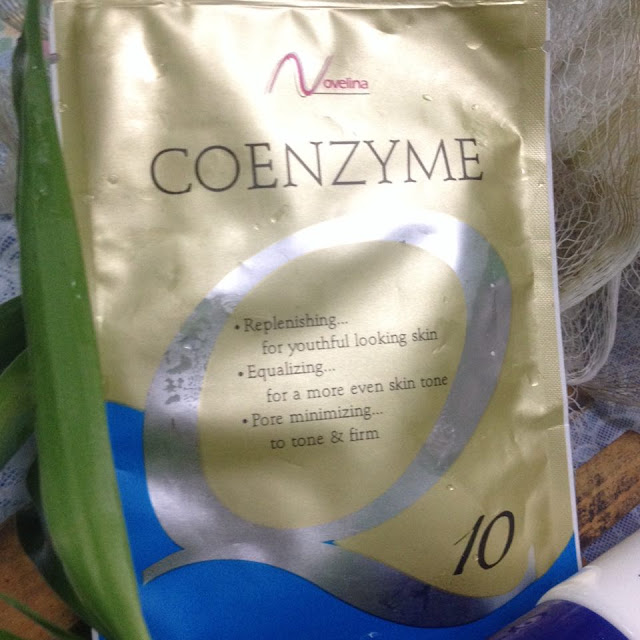 Novelina
COENZYME
Q
• Replenishing...
for youthful looking skin
• Equalizing...
for a more even skin tone
• Pore minimizing...
to tone & firm
10